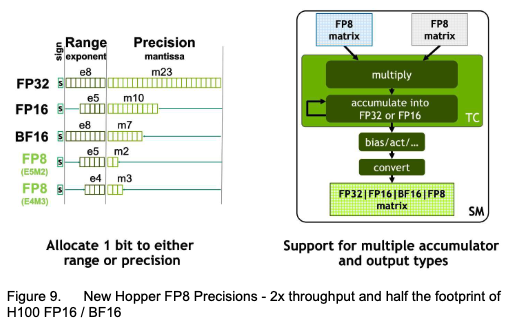 sign
Range
exponent
Precision
mantissa
FP32
s
e8
m23
FP16
s
e5
m10
BF16
s
e8
m7
FP8
(E5M2)
s
e5
m2
FP8
(E4M3)
s
e4
m3
Allocate 1 bit to either
range or precision
FP8
matrix
FP8
matrix
multiply
accumulate into
FP32 or FP16
TC
bias/act/...
convert
FP32|FP16|BF16|FP8
matrix
SM
Support for multiple accumulator
and output types
Figure 9. New Hopper FP8 Precisions - 2x throughput and half the footprint of
H100 FP16 / BF16